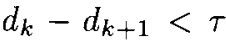 d_k − d_{k+1} < τ